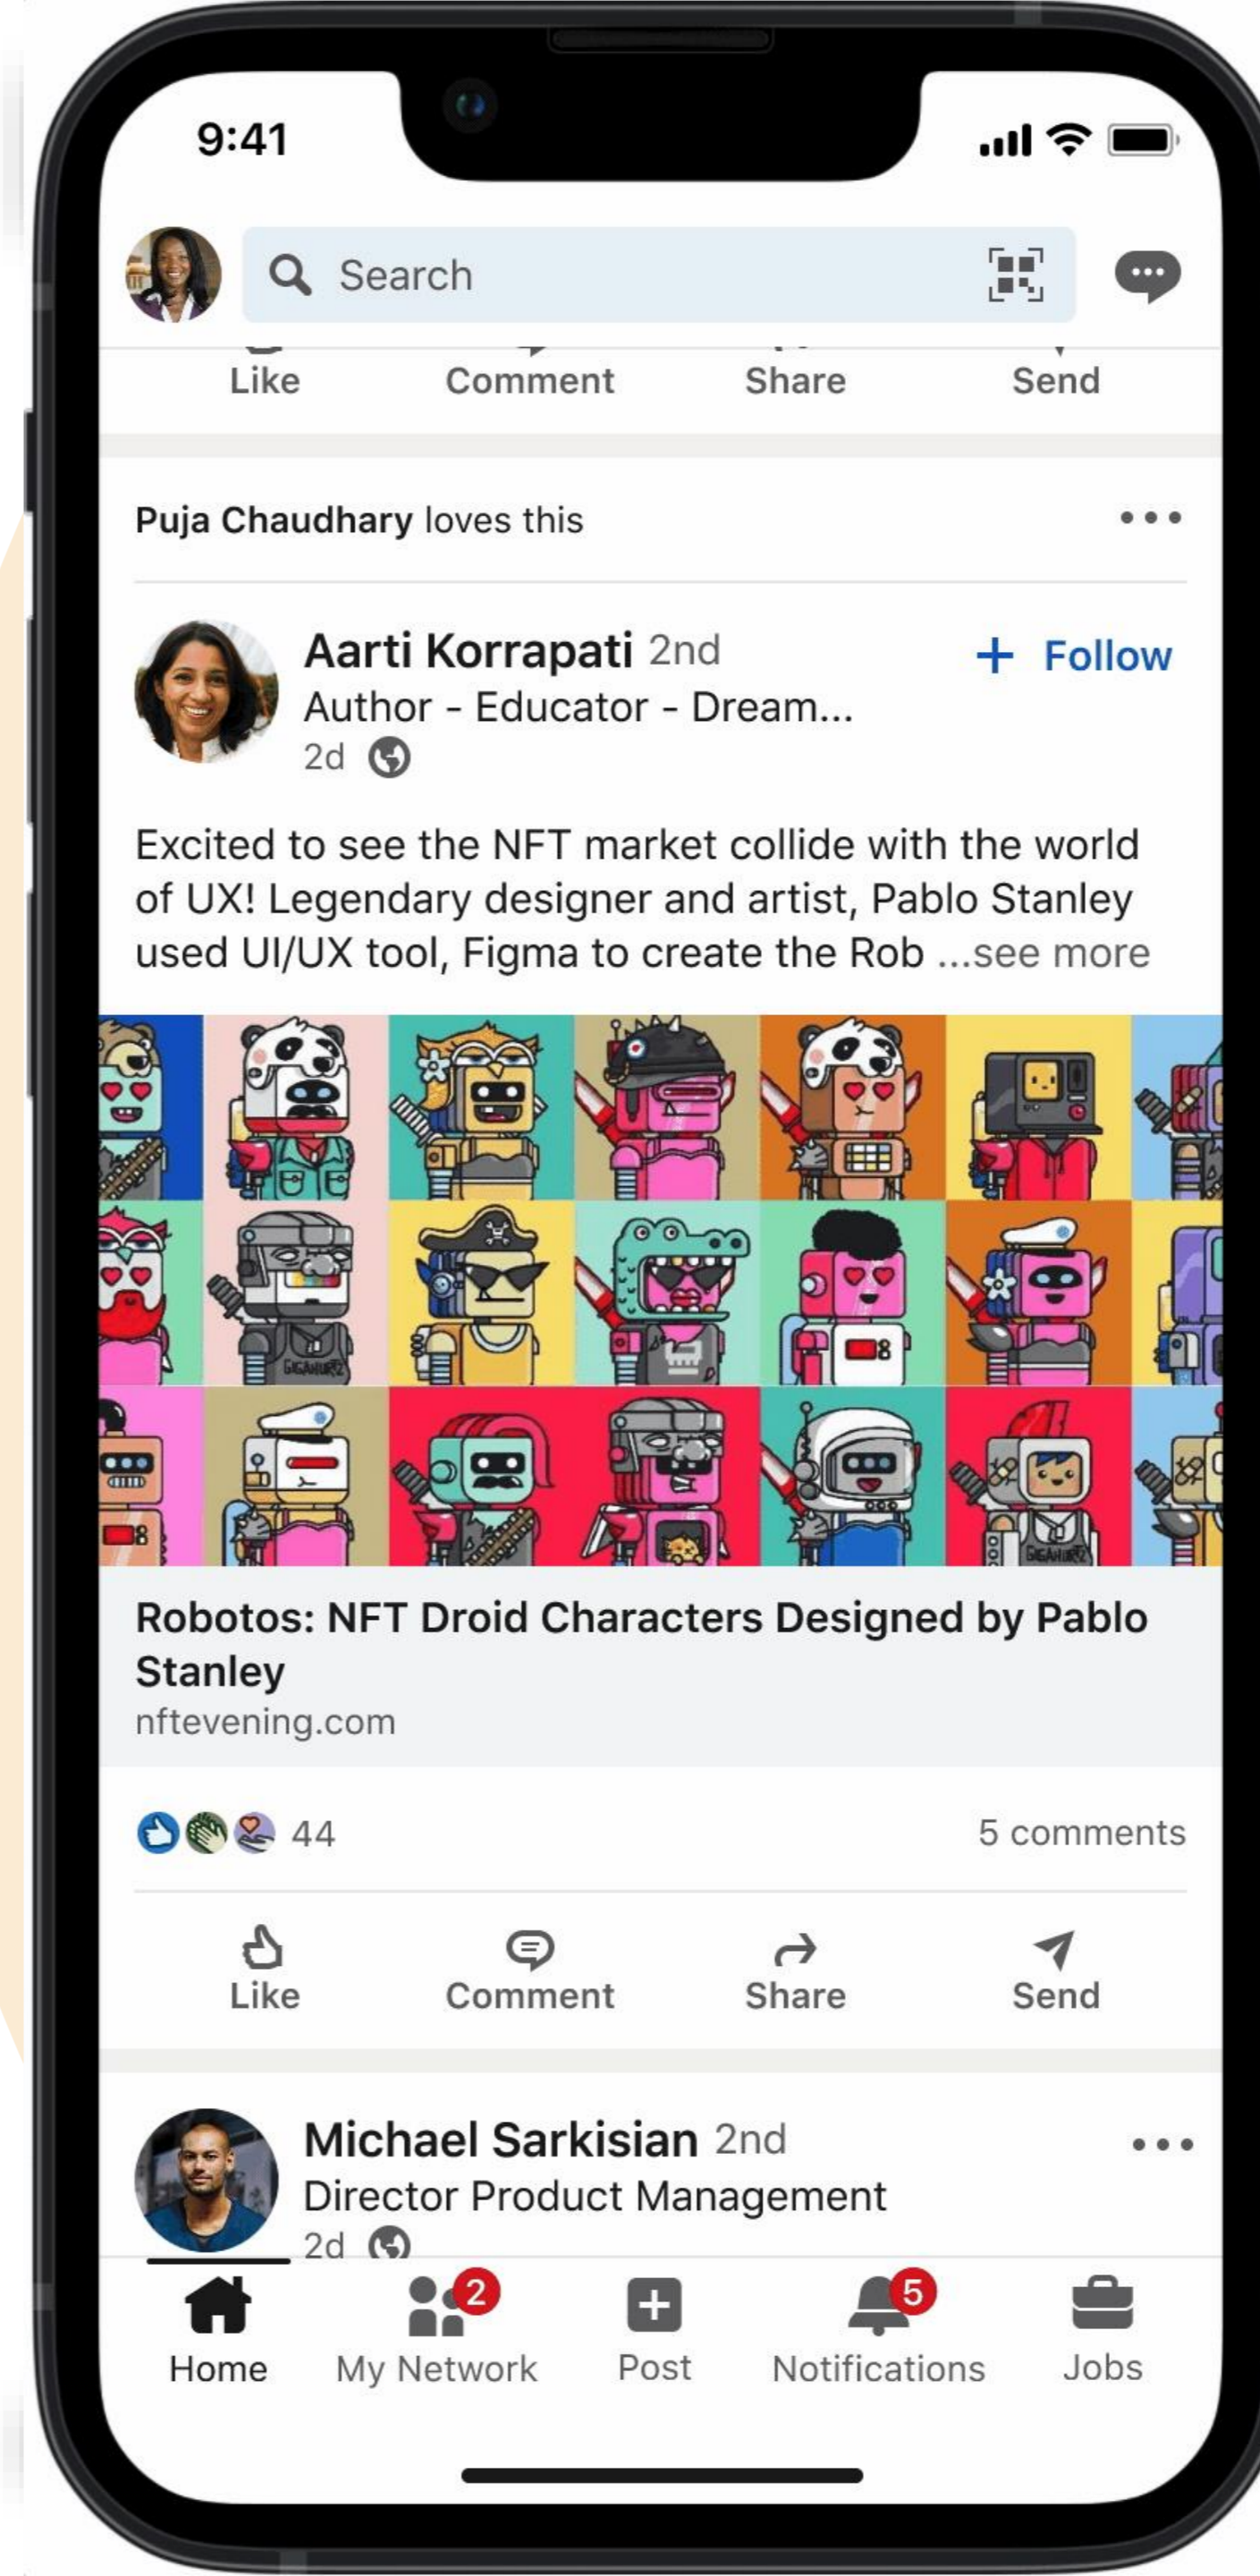 9:41
Search
Like Comment Share Send
Puja Chaudhary loves this
Aarti Korrapati 2nd
+ Follow
Author - Educator - Dream...
2d
Excited to see the NFT market collide with the world
of UX! Legendary designer and artist, Pablo Stanley
used UI/UX tool, Figma to create the Rob ...see more
GIGAHURTZ
GIGAHURTZ
Robotos: NFT Droid Characters Designed by Pablo
Stanley
nftevening.com
44
5 comments
Like Comment Share Send
Michael Sarkisian 2nd
Director Product Management
2d
2
5
Home My Network Post Notifications Jobs